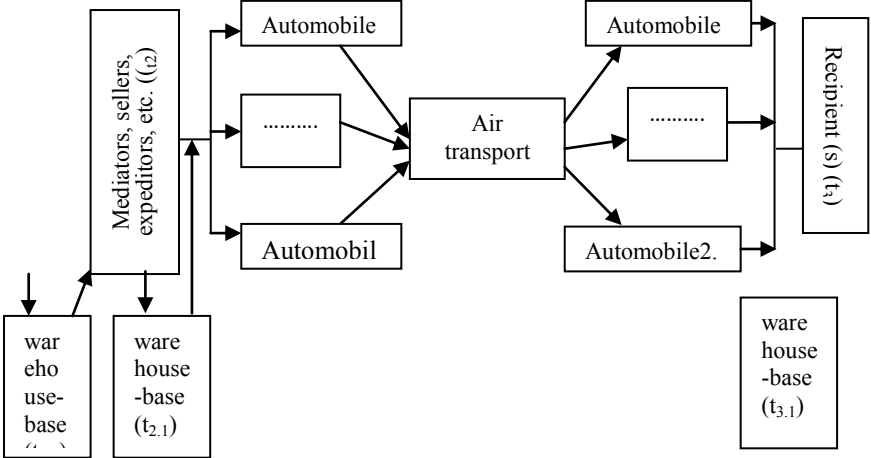 Mediators, sellers,
expeditors, etc. ((t2)
Automobile
……….
Automobil
Air
transport
Automobile
……….
Automobile2.
Recipient (s) (t3)
war
eho
use-
base
ware
house
-base
(t2.1)
ware
house
-base
(t3.1)